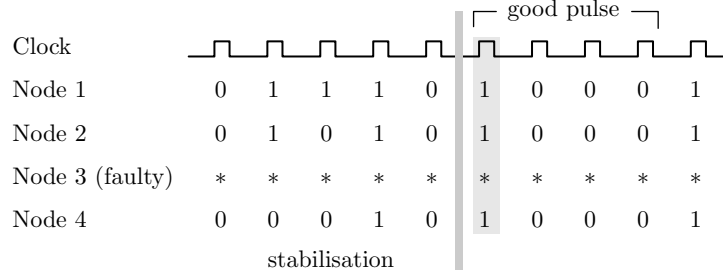 good pulse
Clock
Node 1 0 1 1 1 0 1 0 0 0 1
Node 2 0 1 0 1 0 1 0 0 0 1
Node 3 (faulty) * * * * * * * * * *
Node 4 0 0 0 1 0 1 0 0 0 1
stabilisation